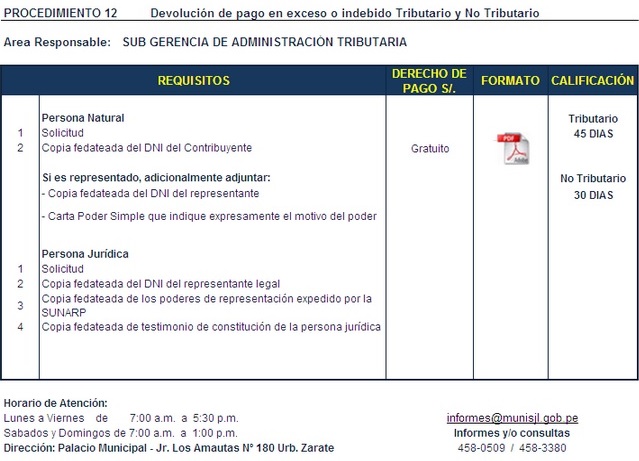 PROCEDIMIENTO 12 Devolución de pago en exceso o indebido Tributario y No Tributario
Area Responsable: SUB GERENCIA DE ADMINISTRACIÓN TRIBUTARIA
REQUISITOS DERECHO DE PAGO S/. FORMATO CALIFICACIÓN
Persona Natural
1 Solicitud
2 Copia fedateada del DNI del Contribuyente
Si es representado, adicionalmente adjuntar:
- Copia fedateada del DNI del representante
- Carta Poder Simple que indique expresamente el motivo del poder
Persona Jurídica
1 Solicitud
2 Copia fedateada del DNI del representante legal
3 Copia fedateada de los poderes de representación expedido por la
SUNARP
4 Copia fedateada de testimonio de constitución de la persona jurídica
Gratuito
PDF
Adobe
Tributario
45 DIAS
No Tributario
30 DIAS
Horario de Atención:
Lunes a Viernes de 7:00 a.m. a 5:30 p.m.
Sabados y Domingos de 7:00 a.m. a 1:00 p.m.
Dirección: Palacio Municipal - Jr. Los Amautas N° 180 Urb. Zarate
informes@munisjl.gob.pe
Informes y/o consultas
458-0509 / 458-3380